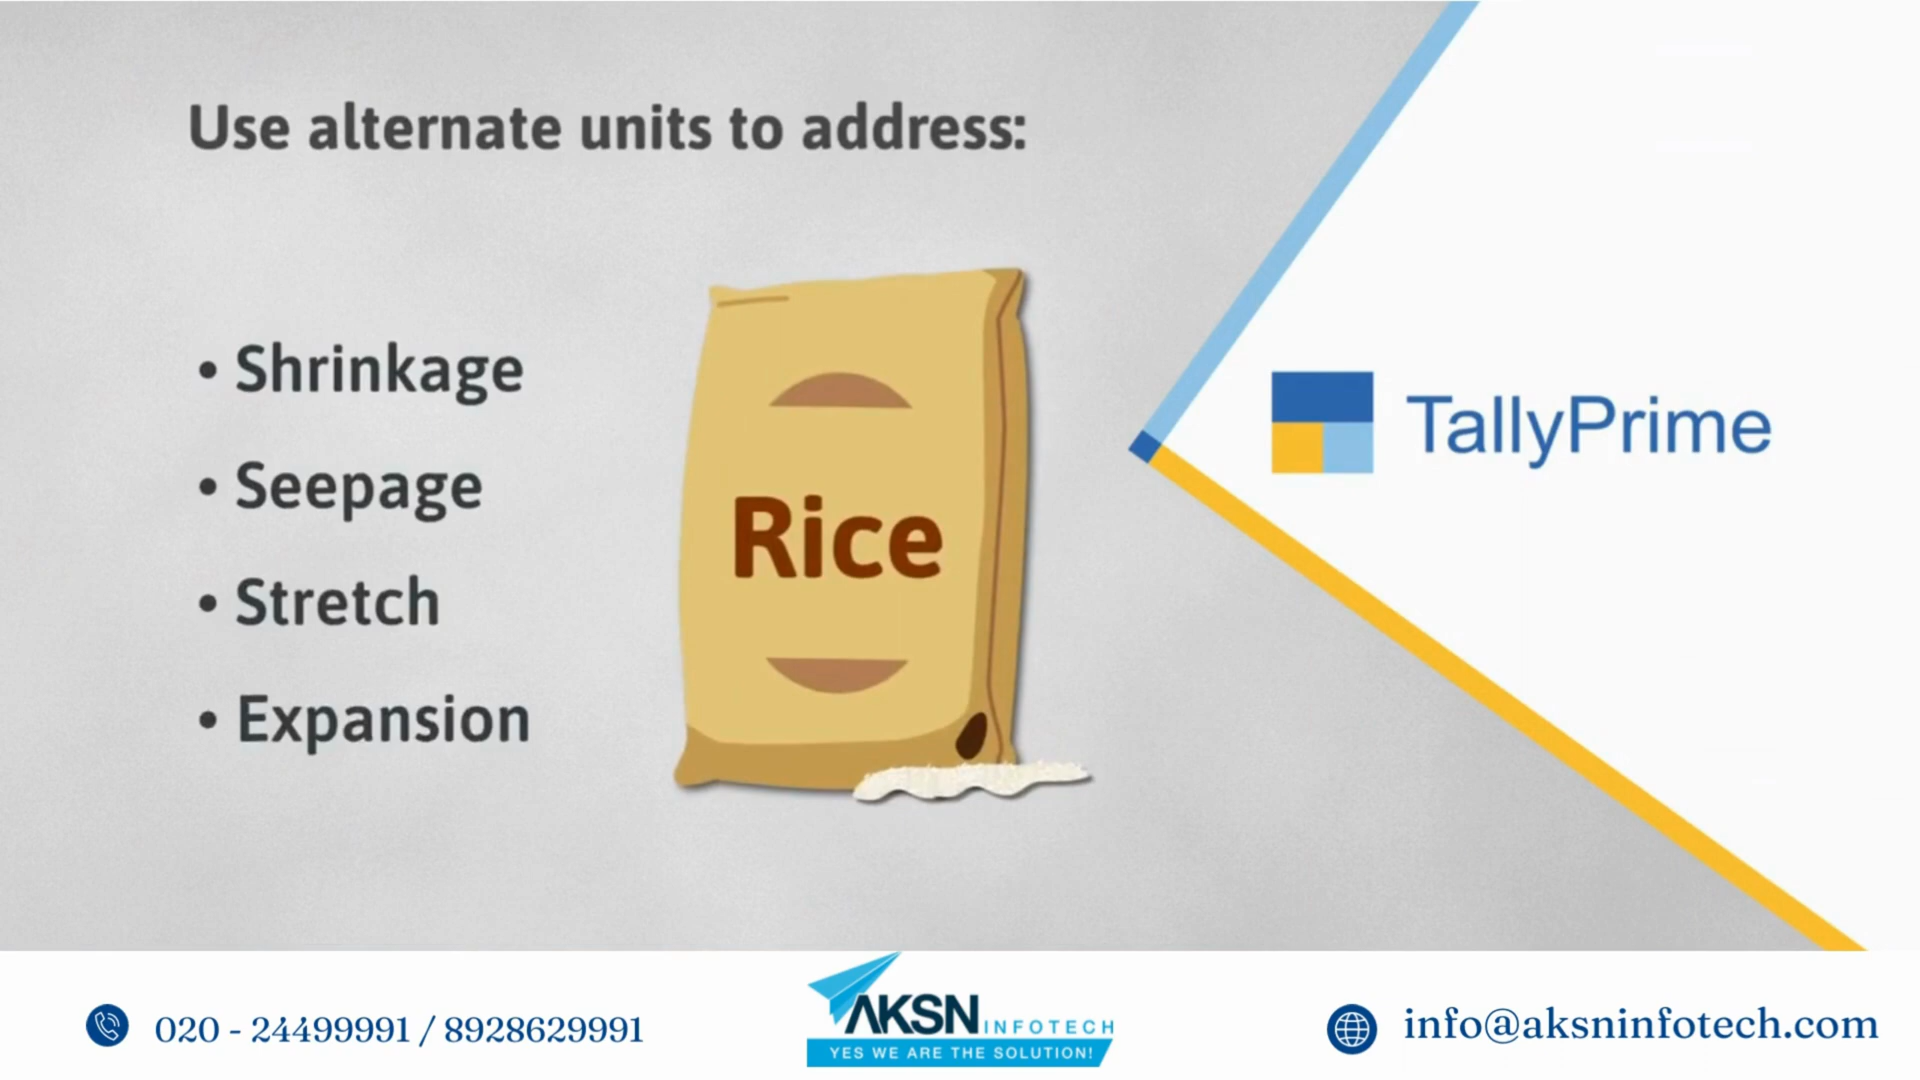 Use alternate units to address:
• Shrinkage
• Seepage
• Stretch
• Expansion
Rice
TallyPrime
020 - 24499991 / 8928629991
AKSN INFOTECH
YES WE ARE THE SOLUTION!
info@aksninfotech.com